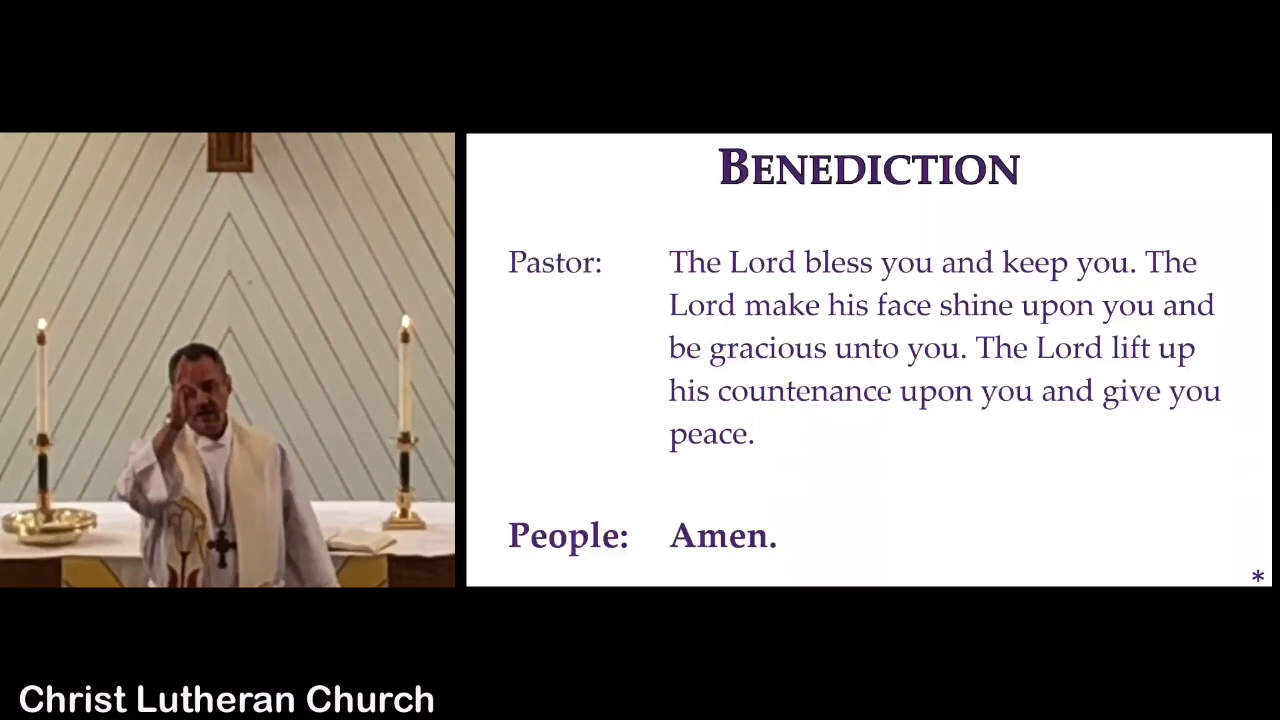 BENEDICTION
Pastor: The Lord bless you and keep you. The
Lord make his face shine upon you and
be gracious unto you. The Lord lift up
his countenance upon you and give you
peace.
People: Amen.
*
Christ Lutheran Church